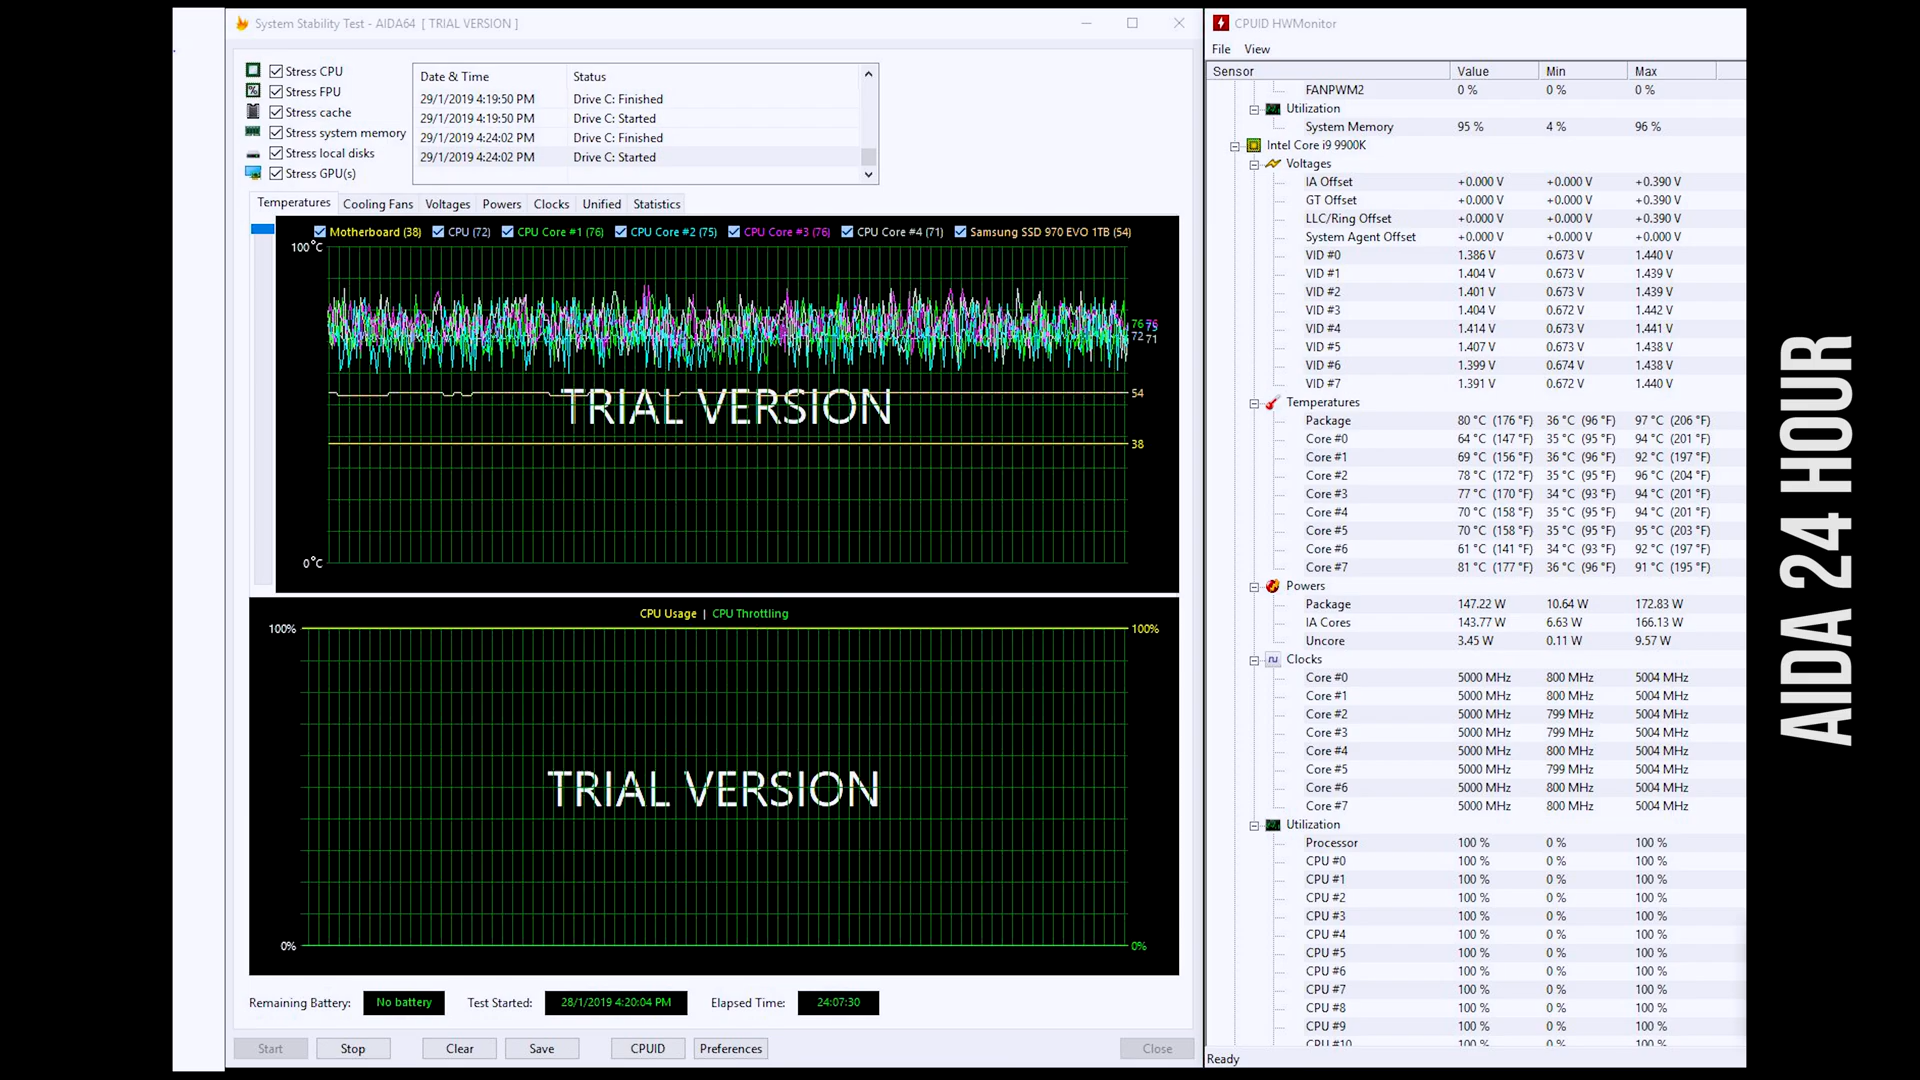 System Stability Test - AIDA64 [ TRIAL VERSION ]
Stress CPU
Stress FPU
Stress cache
Stress system memory
Stress local disks
Stress GPU(s)
Date & Time Status
29/1/2019 4:19:50 PM Drive C: Finished
29/1/2019 4:19:50 PM Drive C: Started
29/1/2019 4:24:02 PM Drive C: Finished
29/1/2019 4:24:02 PM Drive C: Started
Temperatures Cooling Fans Voltages Powers Clocks Unified Statistics
Motherboard (38) CPU (72) CPU Core #1 (76) CPU Core #2 (75) CPU Core #3 (76) CPU Core #4 (71) Samsung SSD 970 EVO 1TB (54)
100°C
76
72 71
54
TRIAL VERSION
38
0°C
CPU Usage | CPU Throttling
100% 100%
TRIAL VERSION
0% 0%
Remaining Battery: No battery Test Started: 28/1/2019 4:20:04 PM Elapsed Time: 24:07:30
Start Stop Clear Save CPUID Preferences Close
CPUID HWMonitor
File View
Sensor Value Min Max
FANPWM2 0 % 0 % 0 %
Utilization
System Memory 95 % 4 % 96 %
Intel Core i9 9900K
Voltages
IA Offset +0.000 V +0.000 V +0.390 V
GT Offset +0.000 V +0.000 V +0.390 V
LLC/Ring Offset +0.000 V +0.000 V +0.390 V
System Agent Offset +0.000 V +0.000 V +0.000 V
VID #0 1.386 V 0.673 V 1.440 V
VID #1 1.404 V 0.673 V 1.439 V
VID #2 1.401 V 0.673 V 1.439 V
VID #3 1.404 V 0.672 V 1.442 V
VID #4 1.414 V 0.673 V 1.441 V
VID #5 1.407 V 0.673 V 1.438 V
VID #6 1.399 V 0.674 V 1.438 V
VID #7 1.391 V 0.672 V 1.440 V
Temperatures
Package 80 °C (176 °F) 36 °C (96 °F) 97 °C (206 °F)
Core #0 64 °C (147 °F) 35 °C (95 °F) 94 °C (201 °F)
Core #1 69 °C (156 °F) 36 °C (96 °F) 92 °C (197 °F)
Core #2 78 °C (172 °F) 35 °C (95 °F) 96 °C (204 °F)
Core #3 77 °C (170 °F) 34 °C (93 °F) 94 °C (201 °F)
Core #4 70 °C (158 °F) 35 °C (95 °F) 94 °C (201 °F)
Core #5 70 °C (158 °F) 35 °C (95 °F) 95 °C (203 °F)
Core #6 61 °C (141 °F) 34 °C (93 °F) 92 °C (197 °F)
Core #7 81 °C (177 °F) 36 °C (96 °F) 91 °C (195 °F)
Powers
Package 147.22 W 10.64 W 172.83 W
IA Cores 143.77 W 6.63 W 166.13 W
Uncore 3.45 W 0.11 W 9.57 W
Clocks
Core #0 5000 MHz 800 MHz 5004 MHz
Core #1 5000 MHz 800 MHz 5004 MHz
Core #2 5000 MHz 799 MHz 5004 MHz
Core #3 5000 MHz 799 MHz 5004 MHz
Core #4 5000 MHz 800 MHz 5004 MHz
Core #5 5000 MHz 799 MHz 5004 MHz
Core #6 5000 MHz 800 MHz 5004 MHz
Core #7 5000 MHz 800 MHz 5004 MHz
Utilization
Processor 100 % 0 % 100 %
CPU #0 100 % 0 % 100 %
CPU #1 100 % 0 % 100 %
CPU #2 100 % 0 % 100 %
CPU #3 100 % 0 % 100 %
CPU #4 100 % 0 % 100 %
CPU #5 100 % 0 % 100 %
CPU #6 100 % 0 % 100 %
CPU #7 100 % 0 % 100 %
CPU #8 100 % 0 % 100 %
CPU #9 100 % 0 % 100 %
CPU #10 100 % 0 % 100 %
Ready
AIDA 24 HOUR